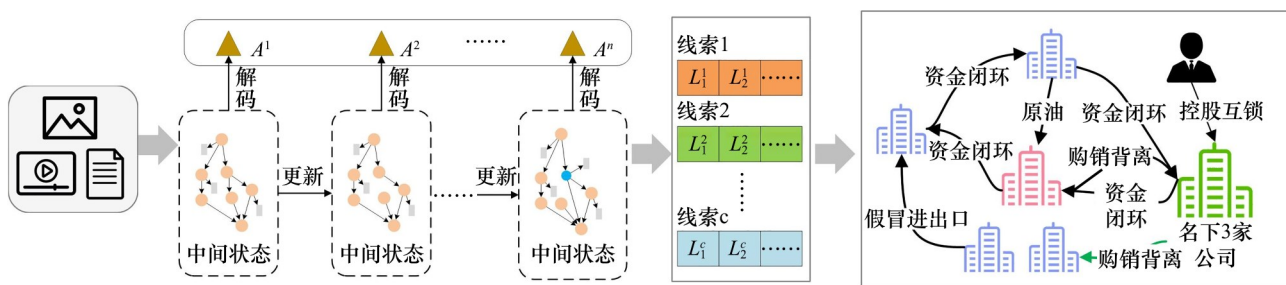 A¹
A²
……
Aⁿ
解码
解码
解码
更新
……
更新
中间状态
中间状态
中间状态
线索1
L₁¹ L₂¹ ……
线索2
L₁² L₂² ……
⋮
线索c
L₁ᶜ L₂ᶜ ……
资金闭环
原油
资金闭环
控股互锁
资金闭环
购销背离
资金
闭环
假冒进出口
名下3家
公司
购销背离